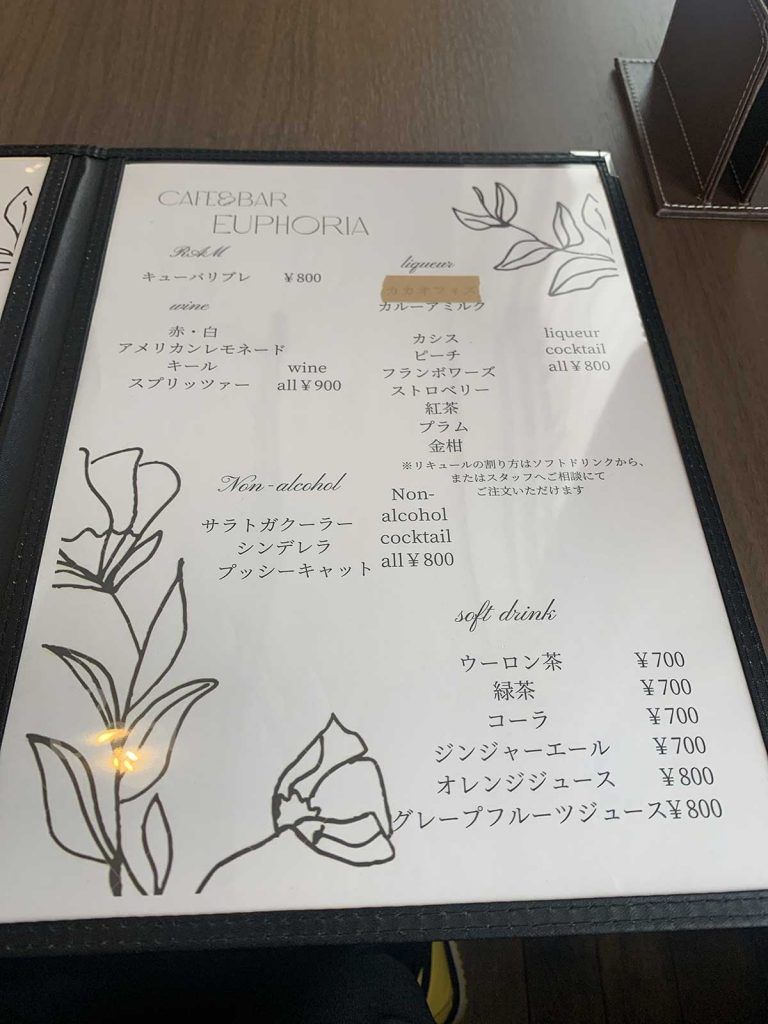 CAFE&BAR
EUPHORIA
RAM
キューバリブレ ￥800
wine
赤・白
アメリカンレモネード
キール
スプリッツァー
wine
all￥900
liqueur
カカオフィズ
カルーアミルク
カシス
ピーチ
フランボワーズ
ストロベリー
紅茶
プラム
金柑
liqueur
cocktail
all￥800
※リキュールの割り方はソフトドリンクから、
またはスタッフへご相談にて
ご注文いただけます
Non-alcohol
サラトガクーラー
シンデレラ
プッシーキャット
Non-
alcohol
cocktail
all￥800
soft drink
ウーロン茶 ￥700
緑茶 ￥700
コーラ ￥700
ジンジャーエール ￥700
オレンジジュース ￥800
グレープフルーツジュース￥800